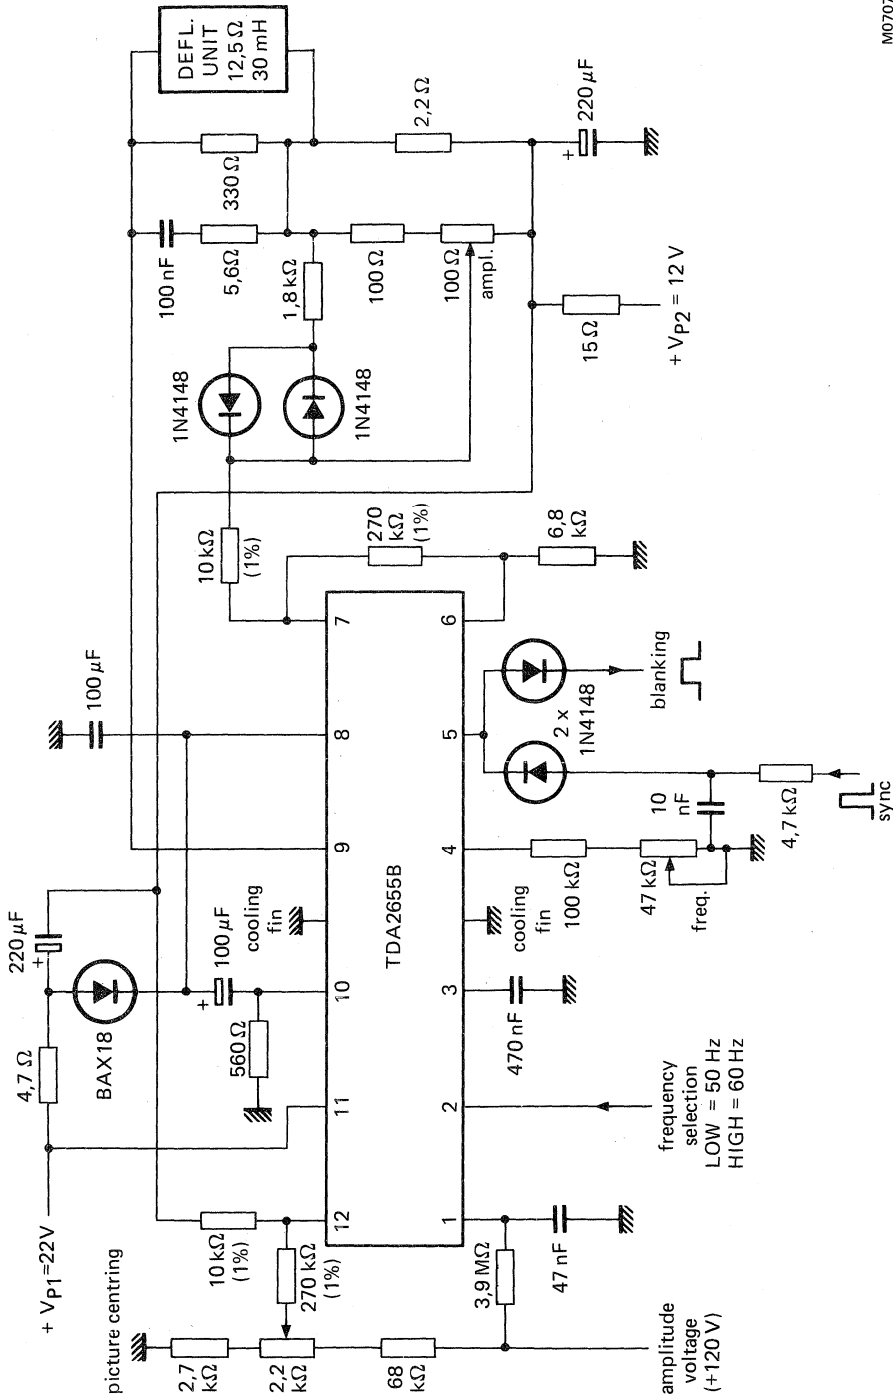 M0707
DEFL.
UNIT
12,5 Ω
30 mH
330 Ω
2,2 Ω
+
220 μF
100 nF
5,6Ω
1,8 kΩ
100 Ω
100 Ω
ampl.
15 Ω
+ VP2 = 12 V
1N4148
1N4148
10 kΩ
(1%)
270
kΩ
(1%)
6,8
kΩ
100 μF
7
6
8
5
2 x
1N4148
blanking
10
nF
4,7 kΩ
sync
9
4
100 kΩ
47 kΩ
freq.
cooling
fin
TDA2655B
cooling
fin
220 μF
+
BAX18
100 μF
+
10
3
470 nF
4,7 Ω
560 Ω
11
2
frequency
selection
LOW = 50 Hz
HIGH = 60 Hz
+ VP1=22V
12
1
10 kΩ
(1%)
270 kΩ
(1%)
3,9 MΩ
47 nF
picture centring
2,7
kΩ
2,2
kΩ
68
kΩ
amplitude
voltage
(+120 V)